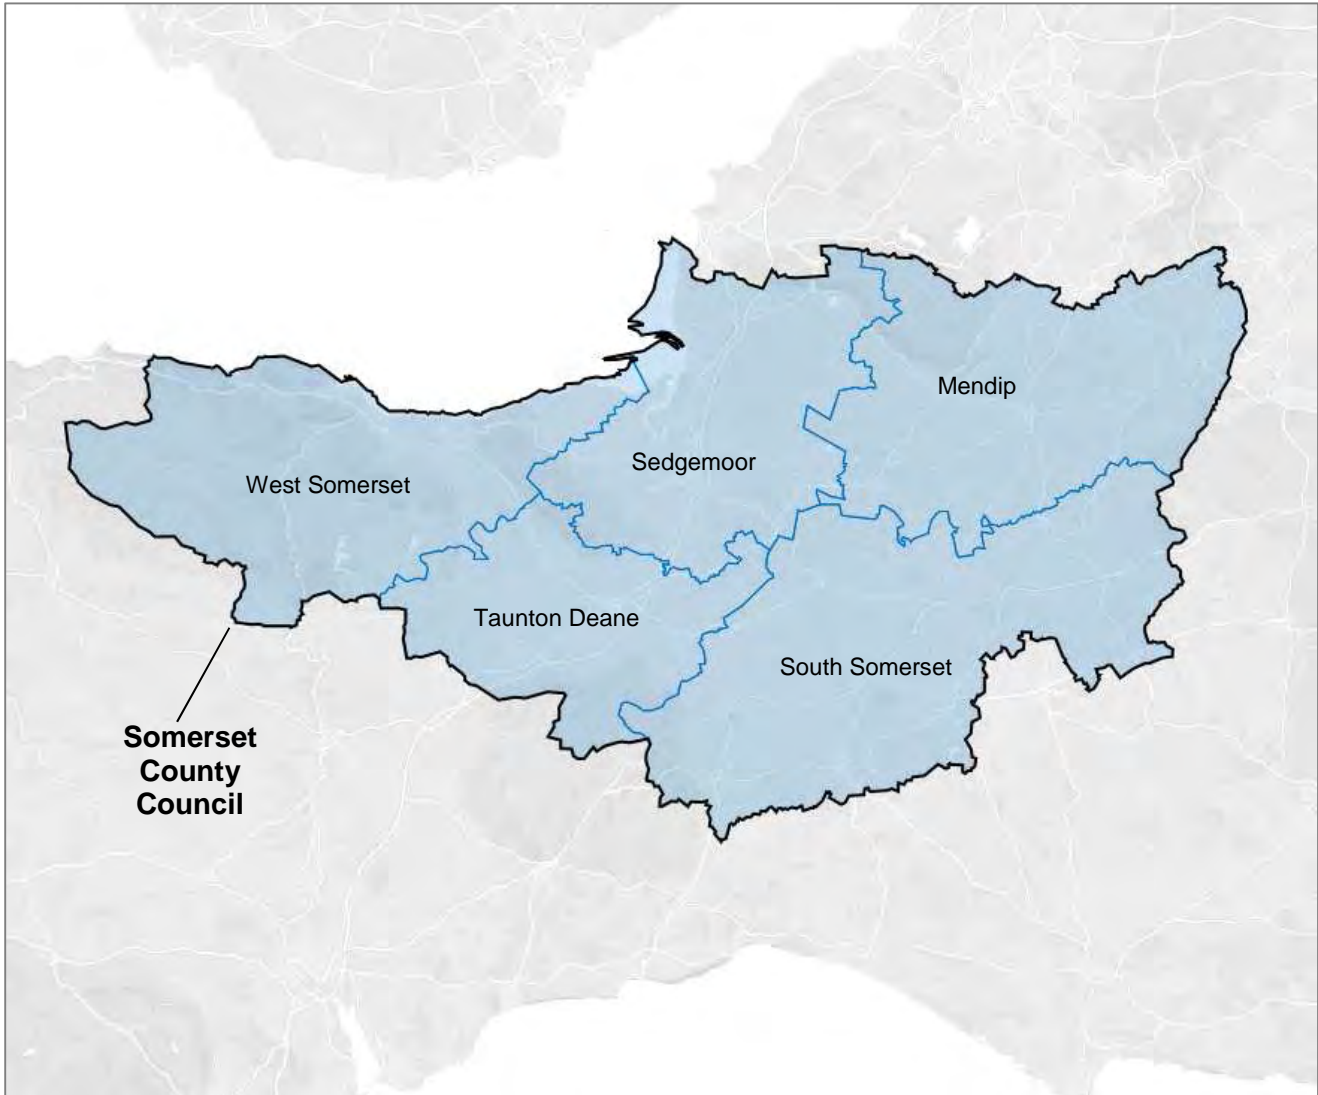 Mendip
Sedgemoor
West Somerset
Taunton Deane
South Somerset
Somerset
County
Council